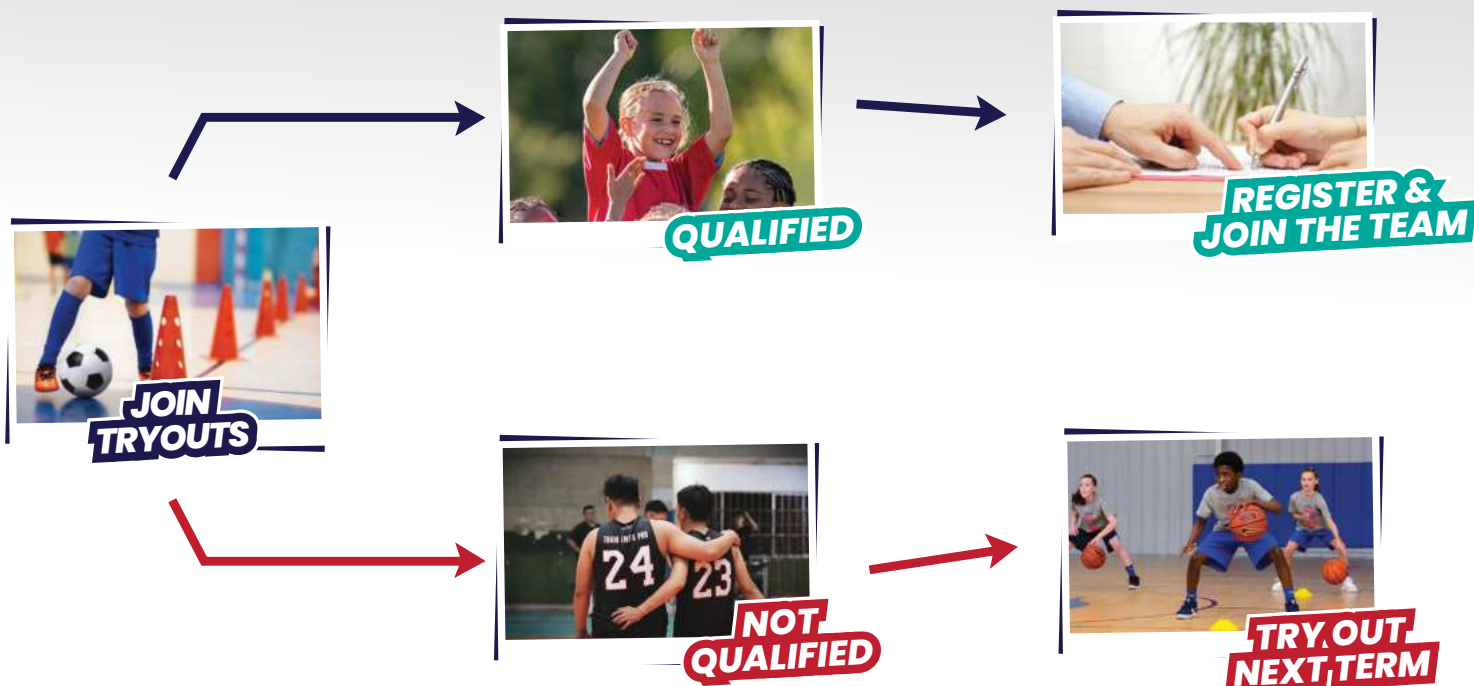 QUALIFIED
REGISTER &
JOIN THE TEAM
JOIN
TRYOUTS
24
23
NOT
QUALIFIED
TRY OUT
NEXT TERM